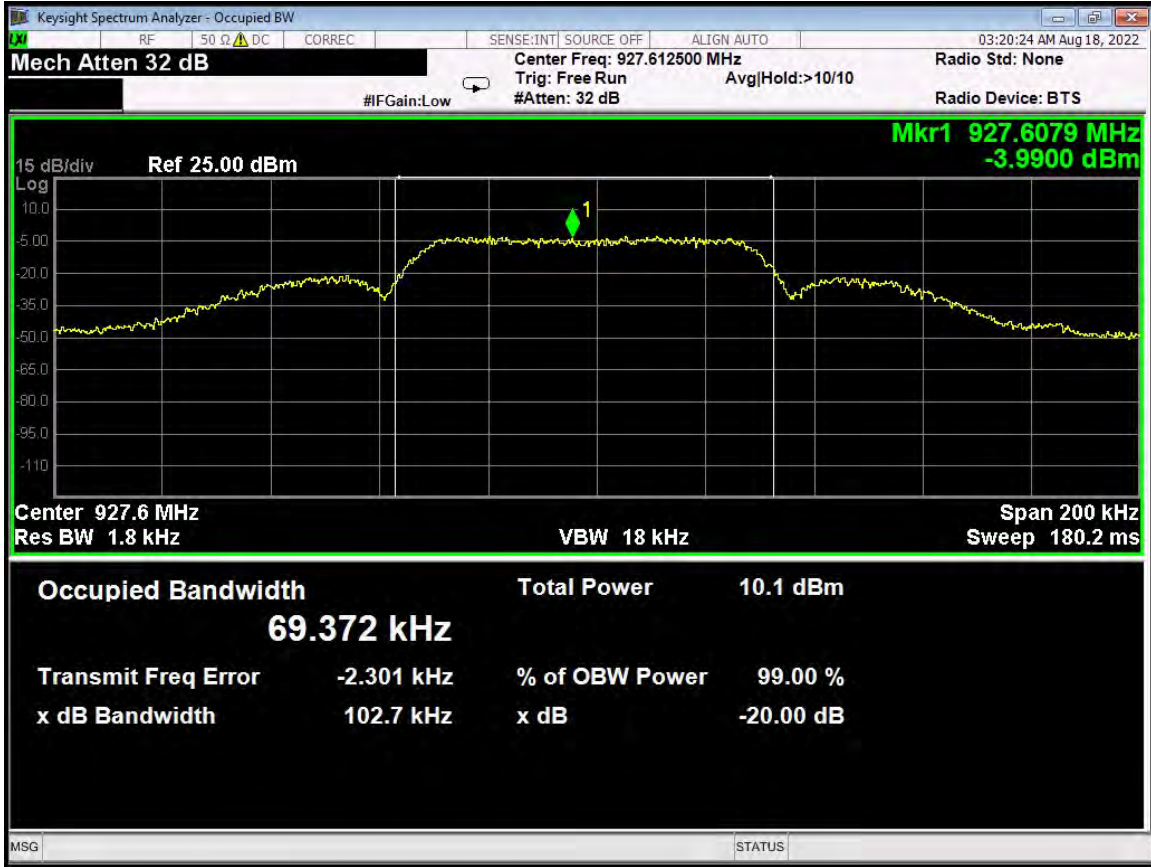 Keysight Spectrum Analyzer - Occupied BW
LXI RF 50 Ω DC CORREC SENSE:INT SOURCE OFF ALIGN AUTO 03:20:24 AM Aug 18, 2022
Mech Atten 32 dB Center Freq: 927.612500 MHz Radio Std: None
Trig: Free Run Avg|Hold:>10/10
#IFGain:Low #Atten: 32 dB Radio Device: BTS
Mkr1 927.6079 MHz
15 dB/div Ref 25.00 dBm -3.9900 dBm
Log
10.0
1
-5.00
-20.0
-35.0
-50.0
-65.0
-80.0
-95.0
-110
Center 927.6 MHz Span 200 kHz
Res BW 1.8 kHz VBW 18 kHz Sweep 180.2 ms
Occupied Bandwidth Total Power 10.1 dBm
69.372 kHz
Transmit Freq Error -2.301 kHz % of OBW Power 99.00 %
x dB Bandwidth 102.7 kHz x dB -20.00 dB
MSG STATUS